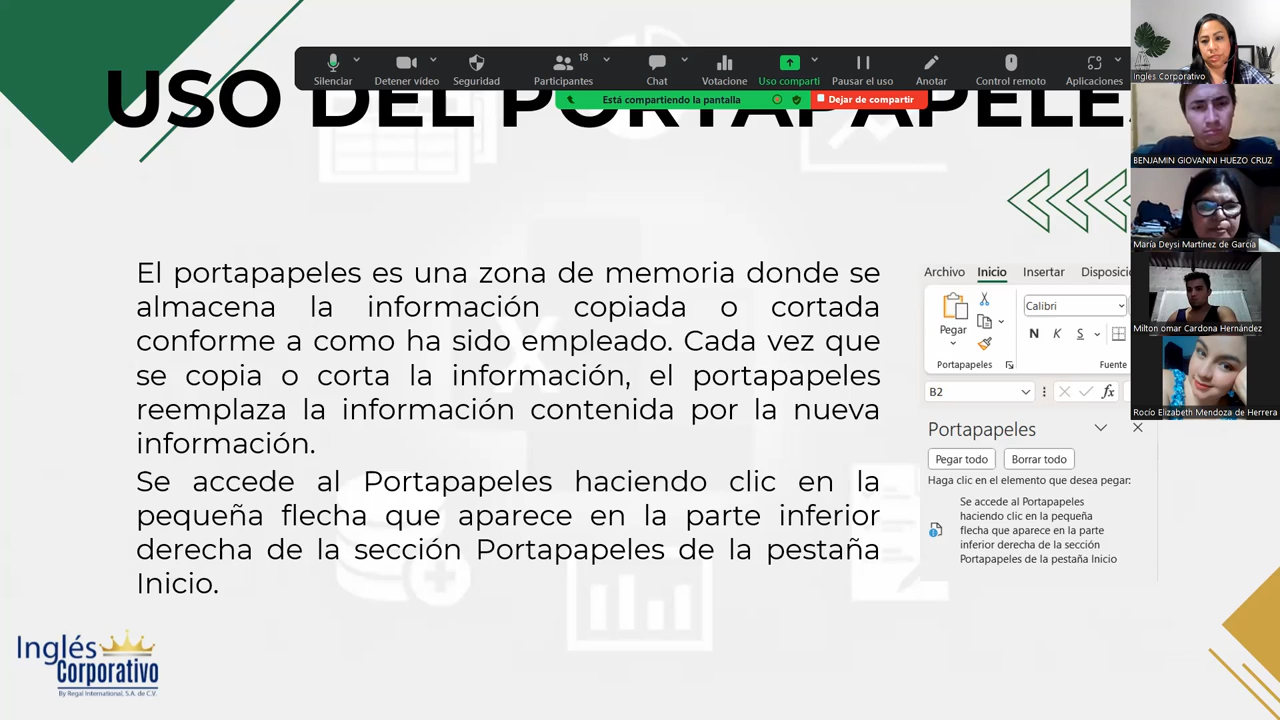 Silenciar
Detener vídeo
Seguridad
Participantes
18
Chat
Votacione
Uso comparti
Pausar el uso
Anotar
Control remoto
Aplicaciones
Está compartiendo la pantalla
Dejar de compartir
USO DEL PORTAPAPELES
Ingles Corporativo
BENJAMIN GIOVANNI HUEZO CRUZ
María Deysi Martínez de García
Milton omar Cardona Hernández
Rocío Elizabeth Mendoza de Herrera
El portapapeles es una zona de memoria donde se
almacena la información copiada o cortada
conforme a como ha sido empleado. Cada vez que
se copia o corta la información, el portapapeles
reemplaza la información contenida por la nueva
información.
Se accede al Portapapeles haciendo clic en la
pequeña flecha que aparece en la parte inferior
derecha de la sección Portapapeles de la pestaña
Inicio.
Archivo Inicio Insertar Disposició
Pegar
Calibri
N K S
Portapapeles
Fuente
B2
fx
Portapapeles
Pegar todo
Borrar todo
Haga clic en el elemento que desea pegar:
Se accede al Portapapeles
haciendo clic en la pequeña
flecha que aparece en la parte
inferior derecha de la sección
Portapapeles de la pestaña Inicio
Inglés
Corporativo
By Regal International, S.A. de C.V.